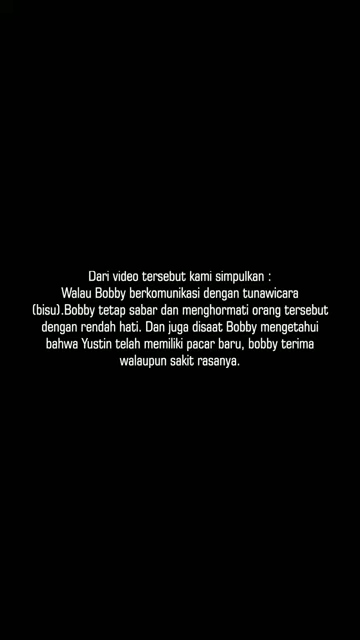 Dari video tersebut kami simpulkan :
Walau Bobby berkomunikasi dengan tunawicara
(bisu).Bobby tetap sabar dan menghormati orang tersebut
dengan rendah hati. Dan juga disaat Bobby mengetahui
bahwa Yustin telah memiliki pacar baru, bobby terima
walaupun sakit rasanya.